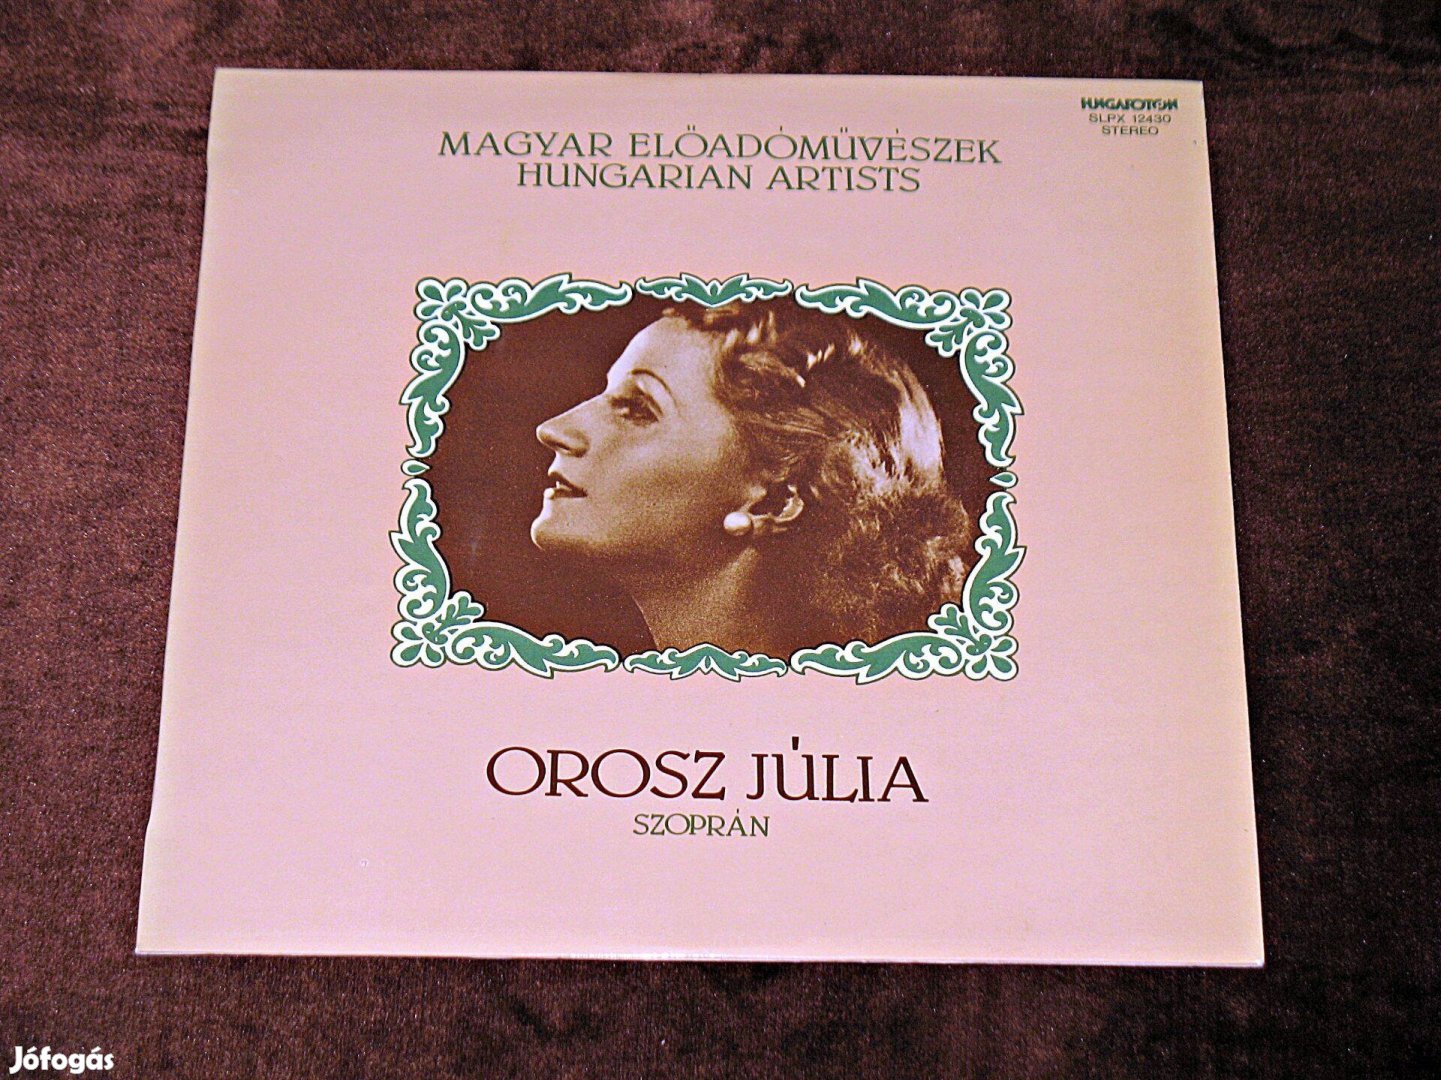 HUNGAROTON
SLPX 12430
STEREO
MAGYAR ELŐADÓMŰVÉSZEK
HUNGARIAN ARTISTS
OROSZ JÚLIA
SZOPRÁN
Jófogás